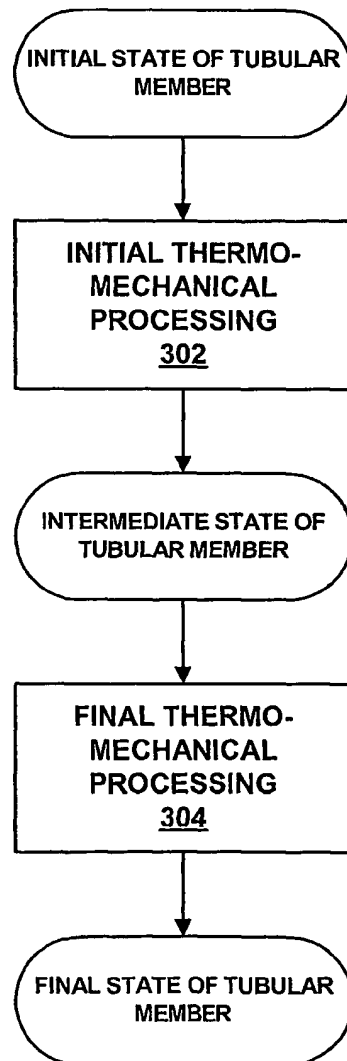 INITIAL STATE OF TUBULAR
MEMBER
INITIAL THERMO-
MECHANICAL
PROCESSING
302
INTERMEDIATE STATE OF
TUBULAR MEMBER
FINAL THERMO-
MECHANICAL
PROCESSING
304
FINAL STATE OF TUBULAR
MEMBER